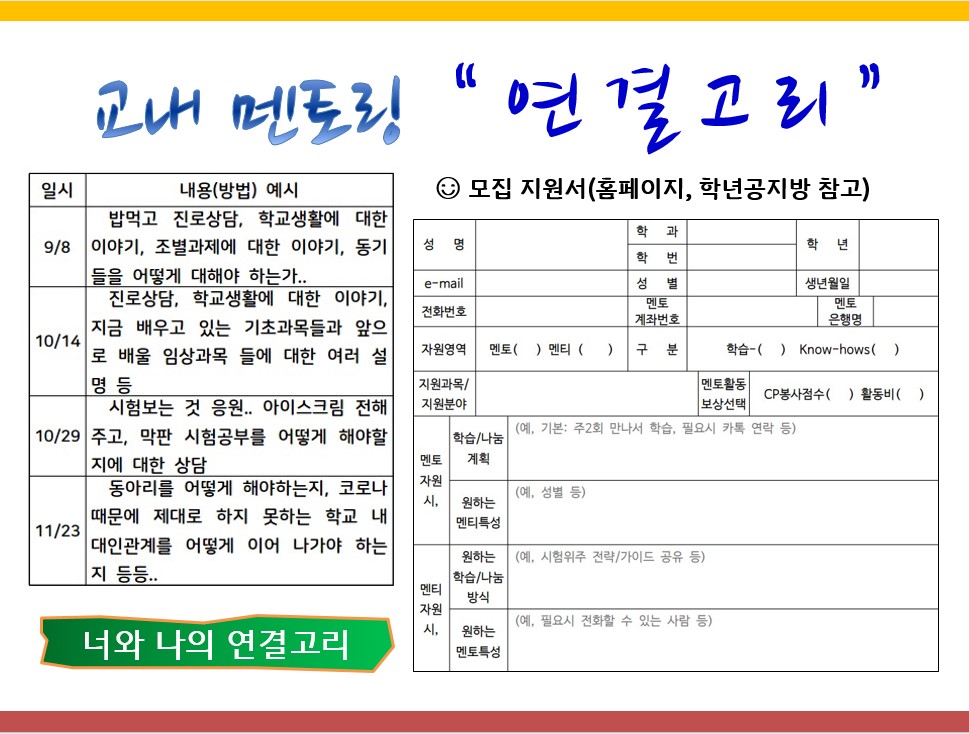 교내 멘토링 “연결고리”
일시 내용(방법) 예시
9/8 밥먹고 진로상담, 학교생활에 대한
이야기, 조별과제에 대한 이야기, 동기
들을 어떻게 대해야 하는가..
10/14 진로상담, 학교생활에 대한 이야기,
지금 배우고 있는 기초과목들과 앞으
로 배울 임상과목 들에 대한 여러 설
명 등
10/29 시험보는 것 응원.. 아이스크림 전해
주고, 막판 시험공부를 어떻게 해야할
지에 대한 상담
11/23 동아리를 어떻게 해야하는지, 코로나
때문에 제대로 하지 못하는 학교 내
대인관계를 어떻게 이어 나가야 하는
지 등등..
너와 나의 연결고리
☺ 모집 지원서(홈페이지, 학년공지방 참고)
성 명
학 과
학 번
학 년
e-mail
성 별
생년월일
전화번호
멘토
계좌번호
멘토
은행명
자원영역
멘토( ) 멘티 ( )
구 분
학습-( ) Know-hows( )
지원과목/
지원분야
멘토활동
보상선택
CP봉사점수( ) 활동비( )
멘토
자원
시,
학습/나눔
계획
(예, 기본: 주2회 만나서 학습, 필요시 카톡 연락 등)
원하는
멘티특성
(예, 성별 등)
멘티
자원
시,
원하는
학습/나눔
방식
(예, 시험위주 전략/가이드 공유 등)
원하는
멘토특성
(예, 필요시 전화할 수 있는 사람 등)